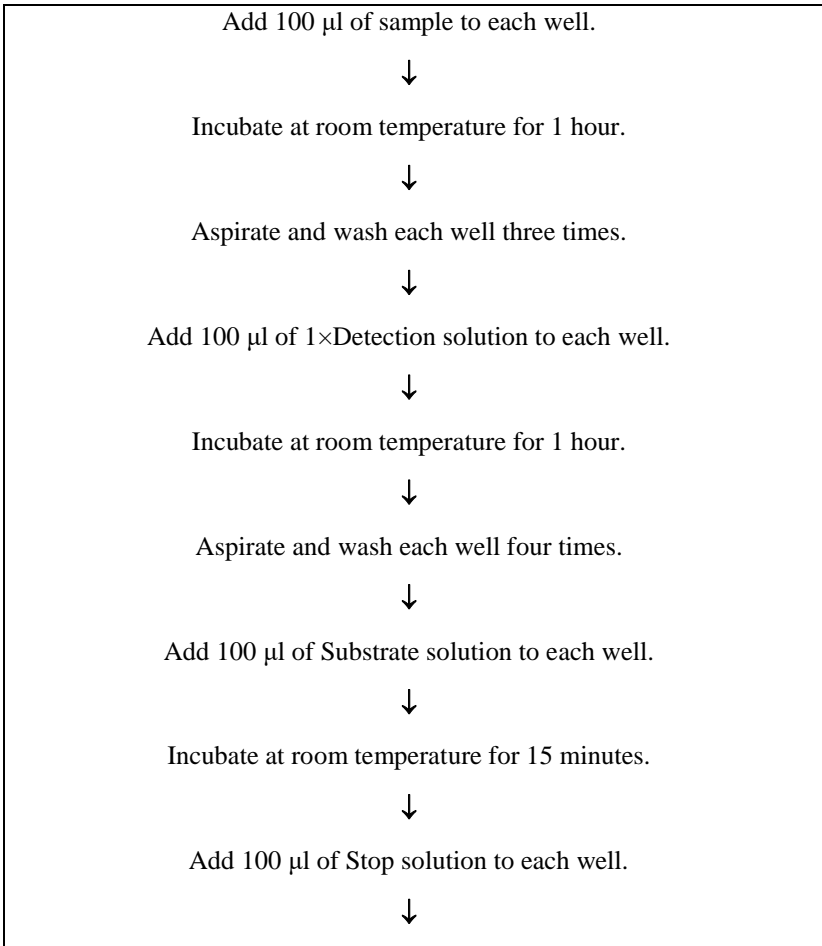 Add 100 μl of sample to each well.
↓
Incubate at room temperature for 1 hour.
↓
Aspirate and wash each well three times.
↓
Add 100 μl of 1×Detection solution to each well.
↓
Incubate at room temperature for 1 hour.
↓
Aspirate and wash each well four times.
↓
Add 100 μl of Substrate solution to each well.
↓
Incubate at room temperature for 15 minutes.
↓
Add 100 μl of Stop solution to each well.
↓